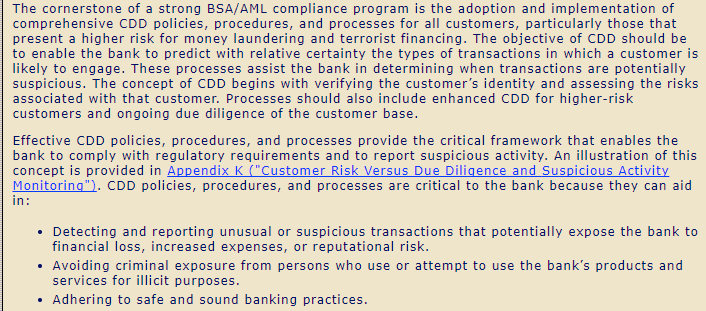 The cornerstone of a strong BSA/AML compliance program is the adoption and implementation of
comprehensive CDD policies, procedures, and processes for all customers, particularly those that
present a higher risk for money laundering and terrorist financing. The objective of CDD should be
to enable the bank to predict with relative certainty the types of transactions in which a customer is
likely to engage. These processes assist the bank in determining when transactions are potentially
suspicious. The concept of CDD begins with verifying the customer's identity and assessing the risks
associated with that customer. Processes should also include enhanced CDD for higher-risk
customers and ongoing due diligence of the customer base.
Effective CDD policies, procedures, and processes provide the critical framework that enables the
bank to comply with regulatory requirements and to report suspicious activity. An illustration of this
concept is provided in Appendix K ("Customer Risk Versus Due Diligence and Suspicious Activity
Monitoring"). CDD policies, procedures, and processes are critical to the bank because they can aid
in:
• Detecting and reporting unusual or suspicious transactions that potentially expose the bank to
financial loss, increased expenses, or reputational risk.
• Avoiding criminal exposure from persons who use or attempt to use the bank's products and
services for illicit purposes.
• Adhering to safe and sound banking practices.